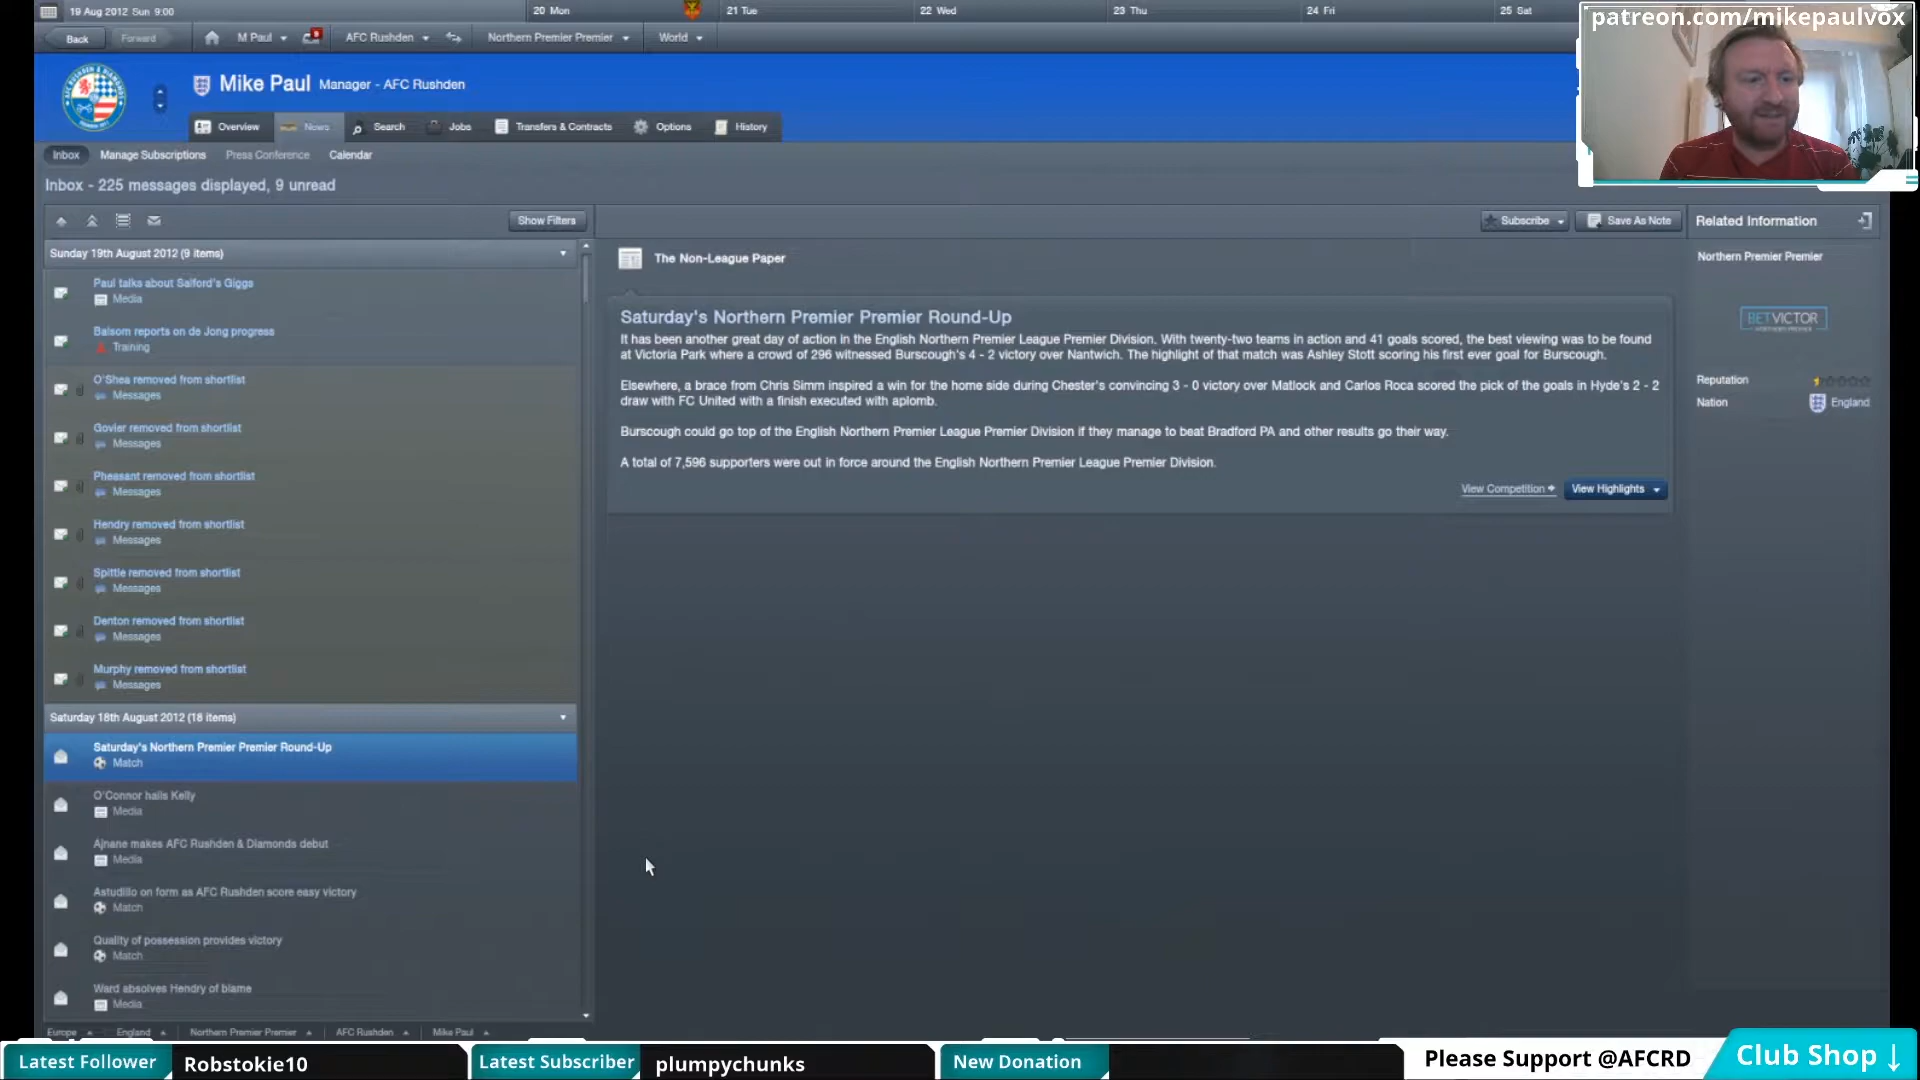 19 Aug 2012 Sun 9:00
20 Mon
21 Tue
22 Wed
23 Thu
24 Fri
25 Sat
patreon.com/mikepaulvox
Back
Forward
M Paul
AFC Rushden
Northern Premier Premier
World
Mike Paul Manager - AFC Rushden
Overview
News
Search
Jobs
Transfers & Contracts
Options
History
Inbox
Manage Subscriptions
Press Conference
Calendar
Inbox - 225 messages displayed, 9 unread
Show Filters
Subscribe
Save As Note
Related Information
Sunday 19th August 2012 (9 items)
Paul talks about Salford's Giggs
Media
Balsom reports on de Jong progress
Training
O'Shea removed from shortlist
Messages
Govier removed from shortlist
Messages
Pheasant removed from shortlist
Messages
Hendry removed from shortlist
Messages
Spittle removed from shortlist
Messages
Denton removed from shortlist
Messages
Murphy removed from shortlist
Messages
Saturday 18th August 2012 (18 items)
Saturday's Northern Premier Premier Round-Up
Match
O'Connor hails Kelly
Media
Ajnane makes AFC Rushden & Diamonds debut
Media
Astudillo on form as AFC Rushden score easy victory
Match
Quality of possession provides victory
Match
Ward absolves Hendry of blame
Media
The Non-League Paper
Saturday's Northern Premier Premier Round-Up
It has been another great day of action in the English Northern Premier League Premier Division. With twenty-two teams in action and 41 goals scored, the best viewing was to be found
at Victoria Park where a crowd of 296 witnessed Burscough's 4 - 2 victory over Nantwich. The highlight of that match was Ashley Stott scoring his first ever goal for Burscough.
Elsewhere, a brace from Chris Simm inspired a win for the home side during Chester's convincing 3 - 0 victory over Matlock and Carlos Roca scored the pick of the goals in Hyde's 2 - 2
draw with FC United with a finish executed with aplomb.
Burscough could go top of the English Northern Premier League Premier Division if they manage to beat Bradford PA and other results go their way.
A total of 7,596 supporters were out in force around the English Northern Premier League Premier Division.
View Competition
View Highlights
Northern Premier Premier
BETVICTOR
Reputation
Nation
England
Europe
England
Northern Premier Premier
AFC Rushden
Mike Paul
Latest Follower
Robstokie10
Latest Subscriber
plumpychunks
New Donation
Please Support @AFCRD
Club Shop ↓